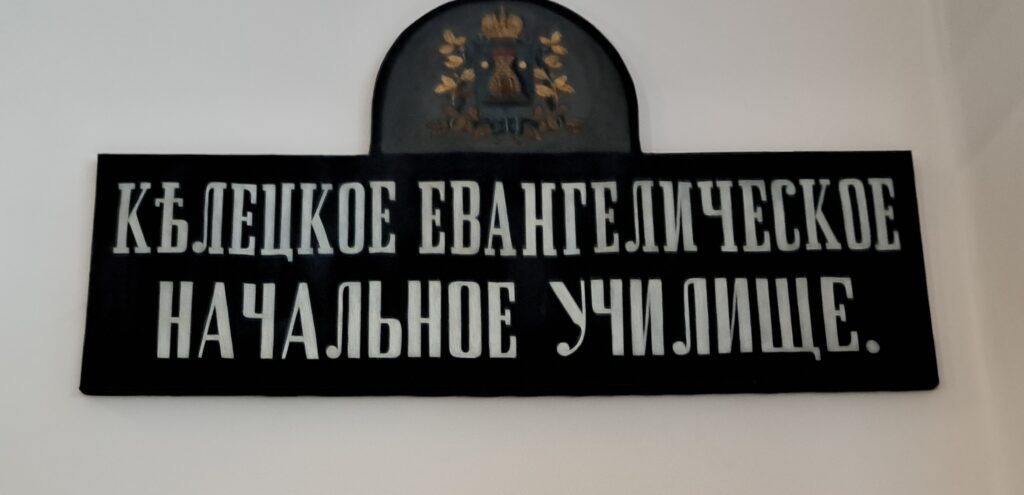 КѢЛЕЦКОЕ ЕВАНГЕЛИЧЕСКОЕ
НАЧАЛЬНОЕ УЧИЛИЩЕ.